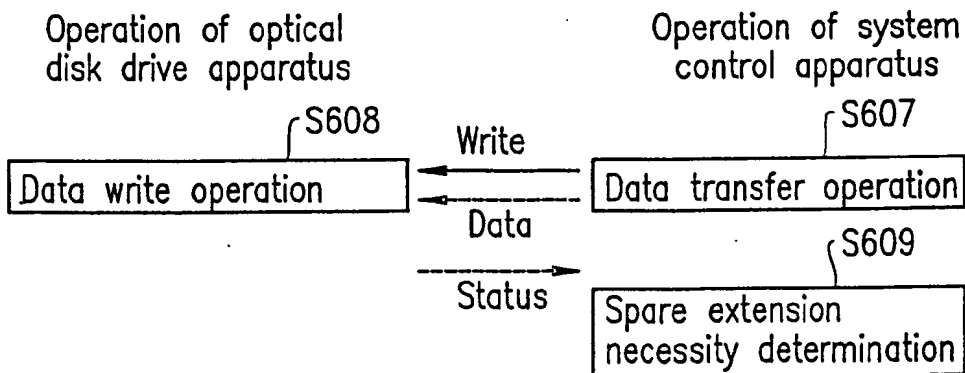 Operation of optical
disk drive apparatus
Operation of system
control apparatus
S608
S607
Write
Data write operation
Data transfer operation
Data
S609
Status
Spare extension
necessity determination